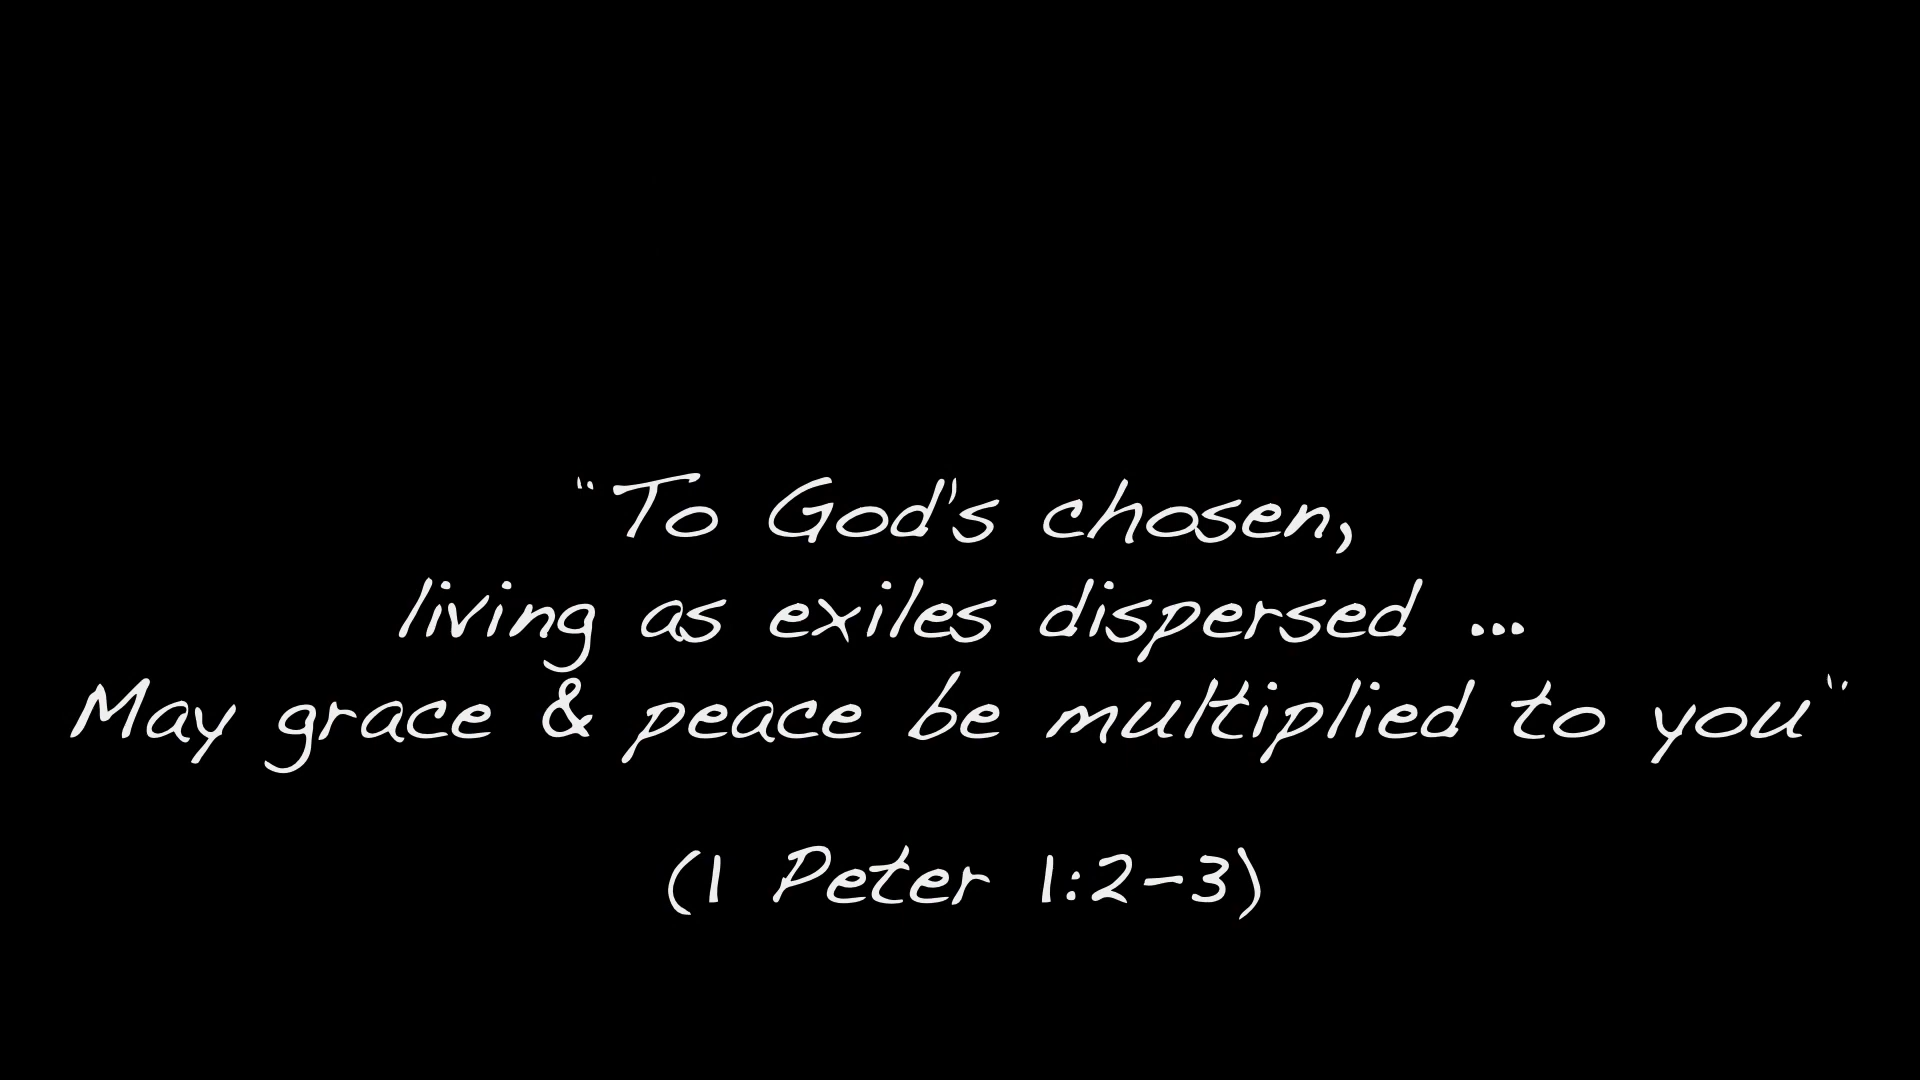 "To God's chosen,
living as exiles dispersed ...
May grace & peace be multiplied to you"
(1 Peter 1:2-3)